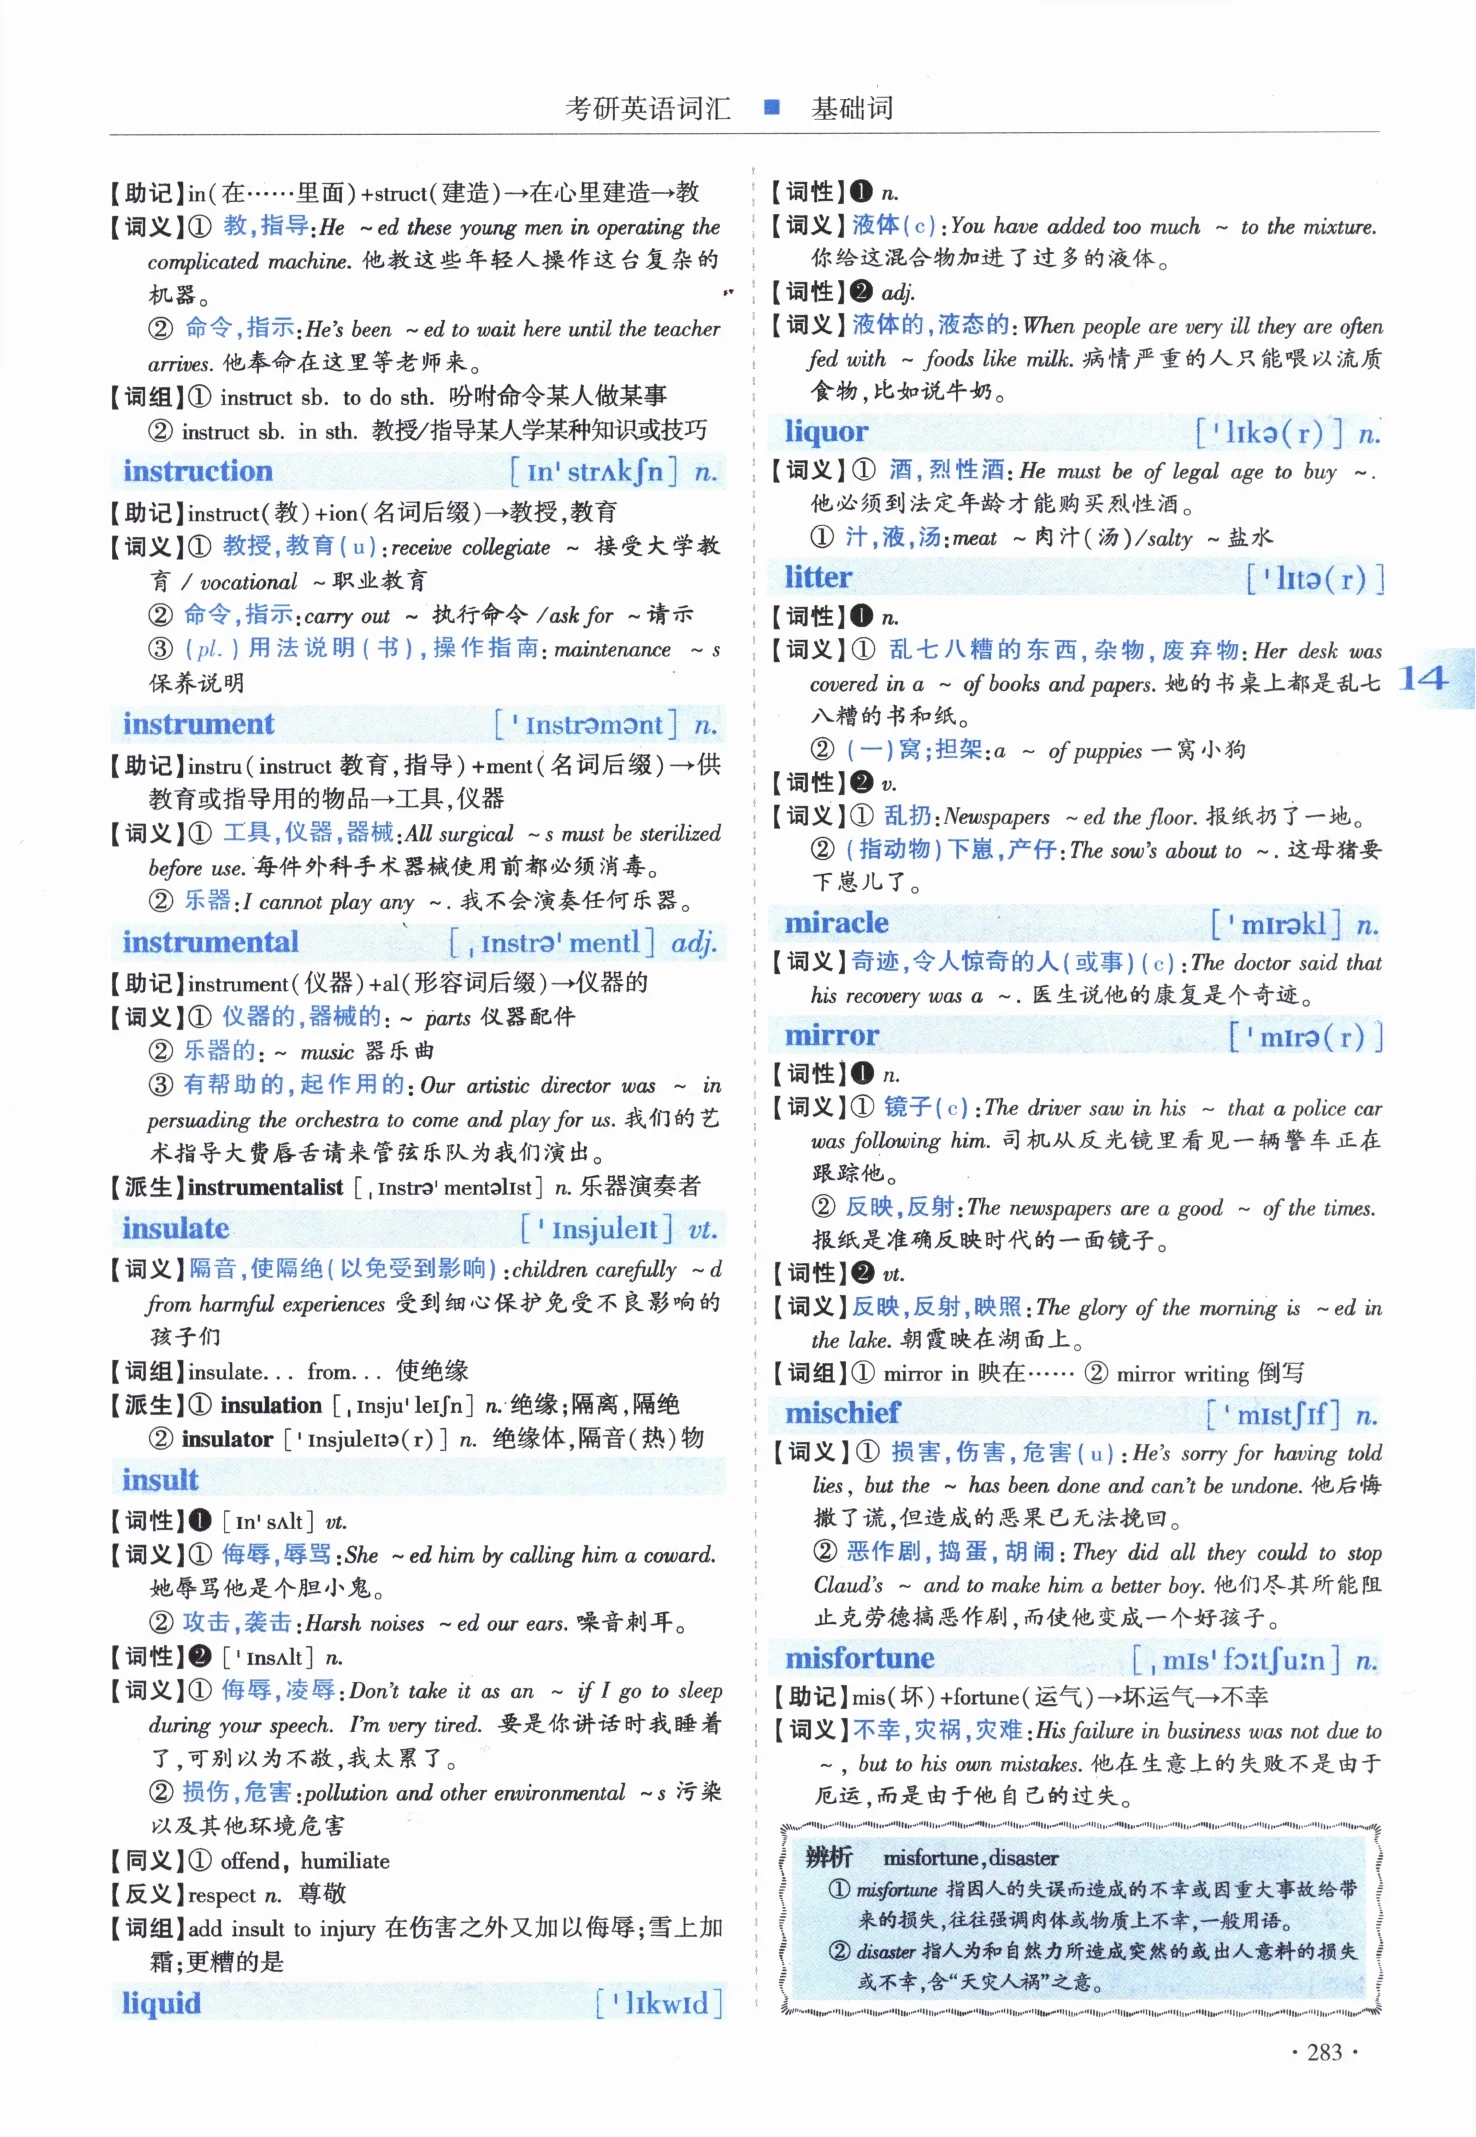 考研英语词汇 ■ 基础词
【助记】in(在……里面)+struct(建造)→在心里建造→教
【词义】① 教,指导:He ~ed these young men in operating the
complicated machine. 他教这些年轻人操作这台复杂的
机器。
② 命令,指示:He's been ~ed to wait here until the teacher
arrives. 他奉命在这里等老师来。
【词组】① instruct sb. to do sth. 吩咐命令某人做某事
② instruct sb. in sth. 教授/指导某人学某种知识或技巧
instruction [ɪn'strʌkʃn] n.
【助记】instruct(教)+ion(名词后缀)→教授,教育
【词义】① 教授,教育(u):receive collegiate ~ 接受大学教
育 / vocational ~职业教育
② 命令,指示:carry out ~ 执行命令 /ask for ~请示
③ (pl.)用法说明(书),操作指南: maintenance ~s
保养说明
instrument ['ɪnstrəmənt] n.
【助记】instru(instruct 教育,指导)+ment(名词后缀)→供
教育或指导用的物品→工具,仪器
【词义】① 工具,仪器,器械:All surgical ~s must be sterilized
before use. 每件外科手术器械使用前都必须消毒。
② 乐器:I cannot play any ~. 我不会演奏任何乐器。
instrumental [ˌɪnstrə'mentl] adj.
【助记】instrument(仪器)+al(形容词后缀)→仪器的
【词义】① 仪器的,器械的: ~ parts 仪器配件
② 乐器的: ~ music 器乐曲
③ 有帮助的,起作用的: Our artistic director was ~ in
persuading the orchestra to come and play for us. 我们的艺
术指导大费唇舌请来管弦乐队为我们演出。
【派生】instrumentalist [ˌɪnstrə'mentəlɪst] n. 乐器演奏者
insulate ['ɪnsjuleɪt] vt.
【词义】隔音,使隔绝(以免受到影响):children carefully ~d
from harmful experiences 受到细心保护免受不良影响的
孩子们
【词组】insulate... from... 使绝缘
【派生】① insulation [ˌɪnsju'leɪʃn] n. 绝缘;隔离,隔绝
② insulator ['ɪnsjuleɪtə(r)] n. 绝缘体,隔音(热)物
insult
【词性】❶ [ɪn'sʌlt] vt.
【词义】① 侮辱,辱骂:She ~ed him by calling him a coward.
她辱骂他是个胆小鬼。
② 攻击,袭击:Harsh noises ~ed our ears. 噪音刺耳。
【词性】❷ ['ɪnsʌlt] n.
【词义】① 侮辱,凌辱:Don't take it as an ~ if I go to sleep
during your speech. I'm very tired. 要是你讲话时我睡着
了,可别以为不敬,我太累了。
② 损伤,危害:pollution and other environmental ~s 污染
以及其他环境危害
【同义】① offend, humiliate
【反义】respect n. 尊敬
【词组】add insult to injury 在伤害之外又加以侮辱;雪上加
霜;更糟的是
liquid ['lɪkwɪd]
【词性】❶ n.
【词义】液体(c):You have added too much ~ to the mixture.
你给这混合物加进了过多的液体。
【词性】❷ adj.
【词义】液体的,液态的: When people are very ill they are often
fed with ~ foods like milk. 病情严重的人只能喂以流质
食物,比如说牛奶。
liquor ['lɪkə(r)] n.
【词义】① 酒,烈性酒: He must be of legal age to buy ~.
他必须到法定年龄才能购买烈性酒。
① 汁,液,汤:meat ~肉汁(汤)/salty ~盐水
litter ['lɪtə(r)]
【词性】❶ n.
【词义】① 乱七八糟的东西,杂物,废弃物: Her desk was
covered in a ~ of books and papers. 她的书桌上都是乱七
八糟的书和纸。
② (一)窝;担架:a ~ of puppies 一窝小狗
【词性】❷ v.
【词义】① 乱扔:Newspapers ~ed the floor. 报纸扔了一地。
② (指动物)下崽,产仔:The sow's about to ~. 这母猪要
下崽儿了。
miracle ['mɪrəkl] n.
【词义】奇迹,令人惊奇的人(或事)(c):The doctor said that
his recovery was a ~. 医生说他的康复是个奇迹。
mirror ['mɪrə(r)]
【词性】❶ n.
【词义】① 镜子(c):The driver saw in his ~ that a police car
was following him. 司机从反光镜里看见一辆警车正在
跟踪他。
② 反映,反射:The newspapers are a good ~ of the times.
报纸是准确反映时代的一面镜子。
【词性】❷ vt.
【词义】反映,反射,映照:The glory of the morning is ~ed in
the lake. 朝霞映在湖面上。
【词组】① mirror in 映在…… ② mirror writing 倒写
mischief ['mɪstʃɪf] n.
【词义】① 损害,伤害,危害(u):He's sorry for having told
lies, but the ~ has been done and can't be undone. 他后悔
撒了谎,但造成的恶果已无法挽回。
② 恶作剧,捣蛋,胡闹: They did all they could to stop
Claud's ~ and to make him a better boy. 他们尽其所能阻
止克劳德搞恶作剧,而使他变成一个好孩子。
misfortune [ˌmɪs'fɔːtʃuːn] n.
【助记】mis(坏)+fortune(运气)→坏运气→不幸
【词义】不幸,灾祸,灾难:His failure in business was not due to
~, but to his own mistakes. 他在生意上的失败不是由于
厄运,而是由于他自己的过失。
辨析 misfortune,disaster
① misfortune 指因人的失误而造成的不幸或因重大事故给带
来的损失,往往强调肉体或物质上不幸,一般用语。
② disaster 指人为和自然力所造成突然的或出人意料的损失
或不幸,含“天灾人祸”之意。
14
· 283 ·